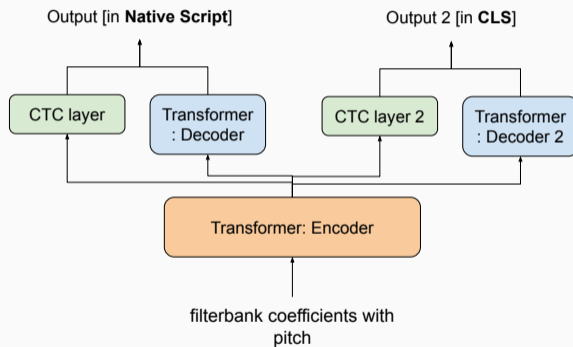 Output [in Native Script]
Output 2 [in CLS]
CTC layer
Transformer
: Decoder
CTC layer 2
Transformer
: Decoder 2
Transformer: Encoder
filterbank coefficients with
pitch